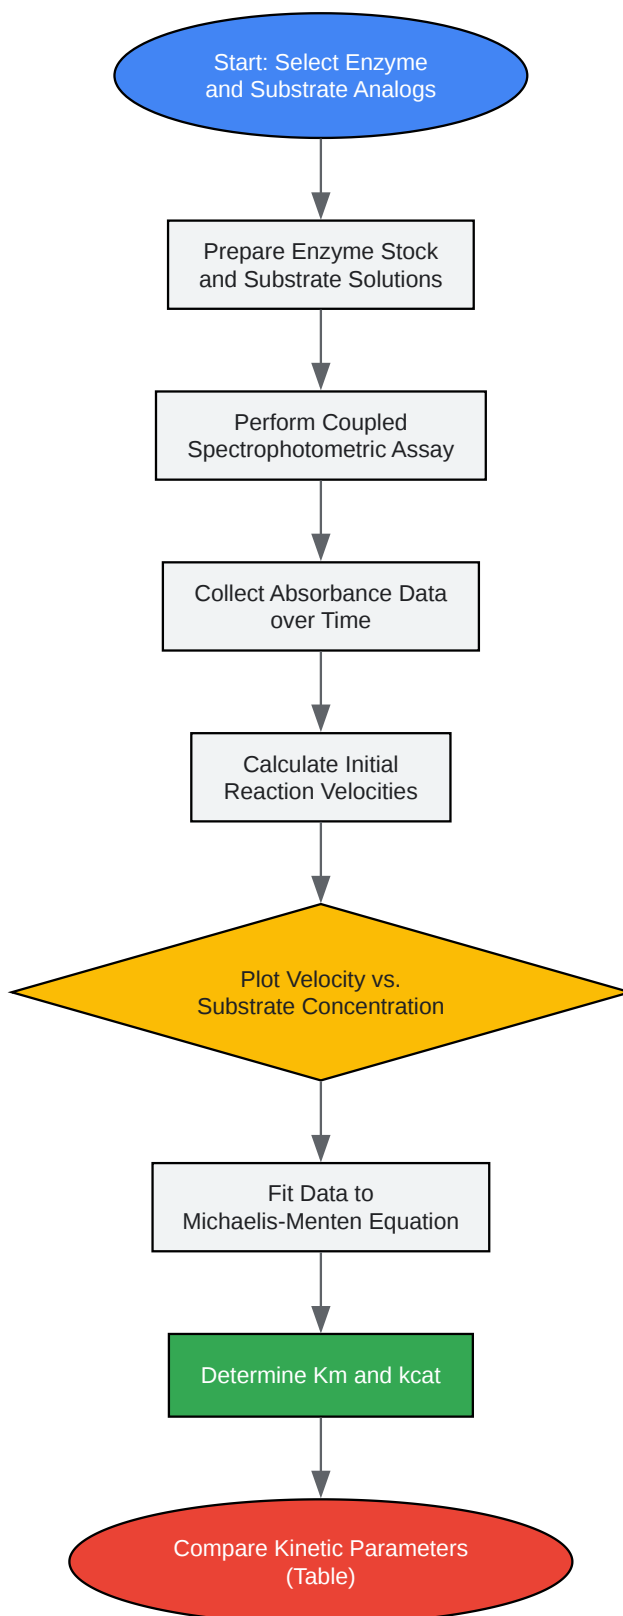 Start: Select Enzyme
and Substrate Analogs
Prepare Enzyme Stock
and Substrate Solutions
Perform Coupled
Spectrophotometric Assay
Collect Absorbance Data
over Time
Calculate Initial
Reaction Velocities
Plot Velocity vs.
Substrate Concentration
Fit Data to
Michaelis-Menten Equation
Determine Km and kcat
Compare Kinetic Parameters
(Table)